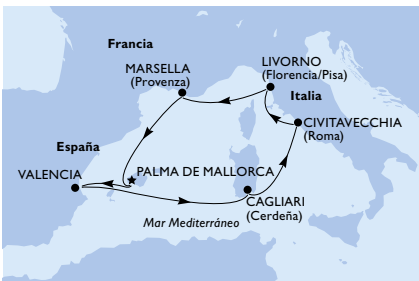 Francia
MARSELLA
(Provenza)
LIVORNO
(Florencia/Pisa)
Italia
CIVITAVECCHIA
(Roma)
España
VALENCIA
PALMA DE MALLORCA
CAGLIARI
(Cerdeña)
Mar Mediterráneo